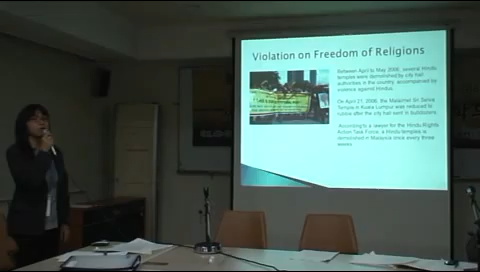 Violation on Freedom of Religions
Between April to May 2006, several Hindu
temples were demolished by city hall
authorities in the country, accompanied by
violence against Hindus.
On April 21, 2006, the Malaimel Sri Selva
Temple in Kuala Lumpur was reduced to
rubble after the city hall sent in bulldozers.
According to a lawyer for the Hindu Rights
Action Task Force, a Hindu temple is
demolished in Malaysia once every three
weeks.